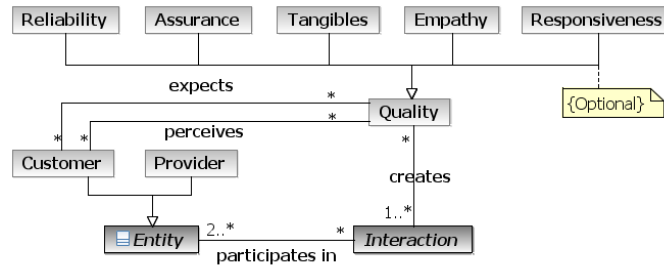 Reliability
Assurance
Tangibles
Empathy
Responsiveness
expects
*
{Optional}
Quality
*
*
*
perceives
*
Customer
Provider
creates
2..*
*
1..*
Entity
Interaction
participates in